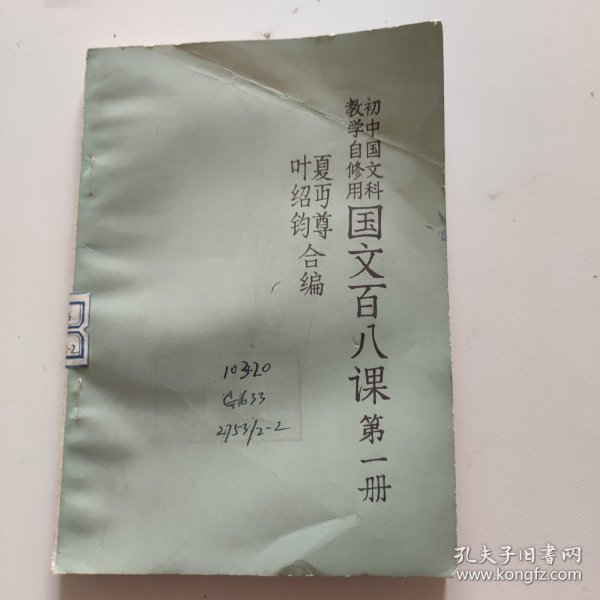 初中国文科
教学自修用
国文百八课 第一册
夏丏尊
叶绍钧
合编
10320
G633
2753/2-2
孔夫子旧书网
www.kongfz.com